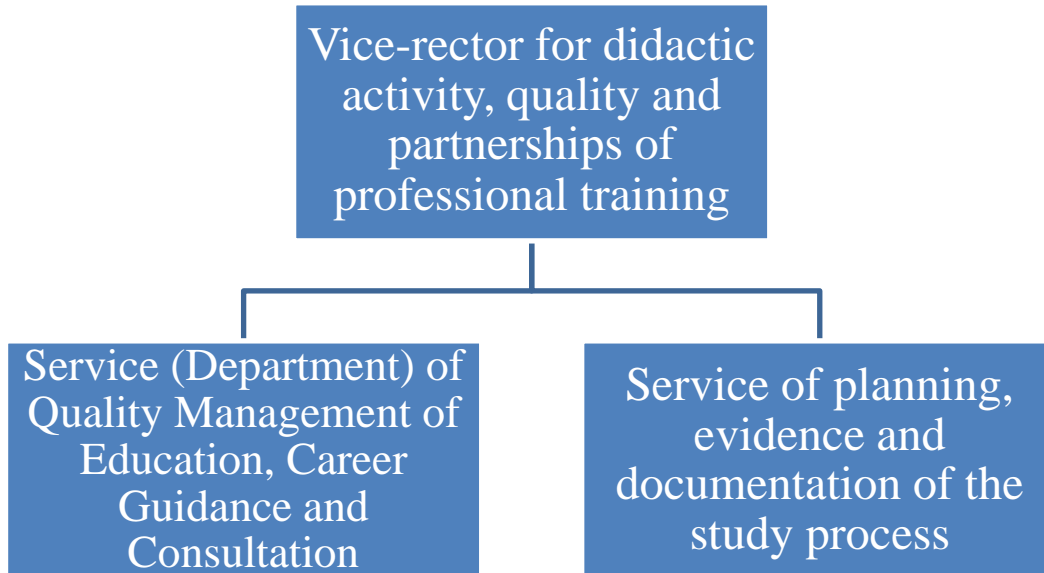 Vice-rector for didactic
activity, quality and
partnerships of
professional training
Service (Department) of
Quality Management of
Education, Career
Guidance and
Consultation
Service of planning,
evidence and
documentation of the
study process